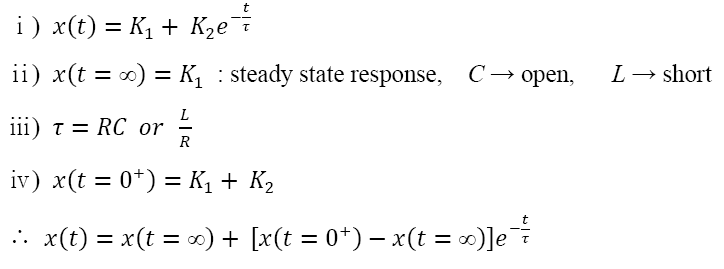 i ) x(t) = K₁ + K₂e^(-t/τ)
ii) x(t = ∞) = K₁ : steady state response, C → open, L → short
iii) τ = RC or L/R
iv) x(t = 0⁺) = K₁ + K₂
∴ x(t) = x(t = ∞) + [x(t = 0⁺) − x(t = ∞)]e^(-t/τ)